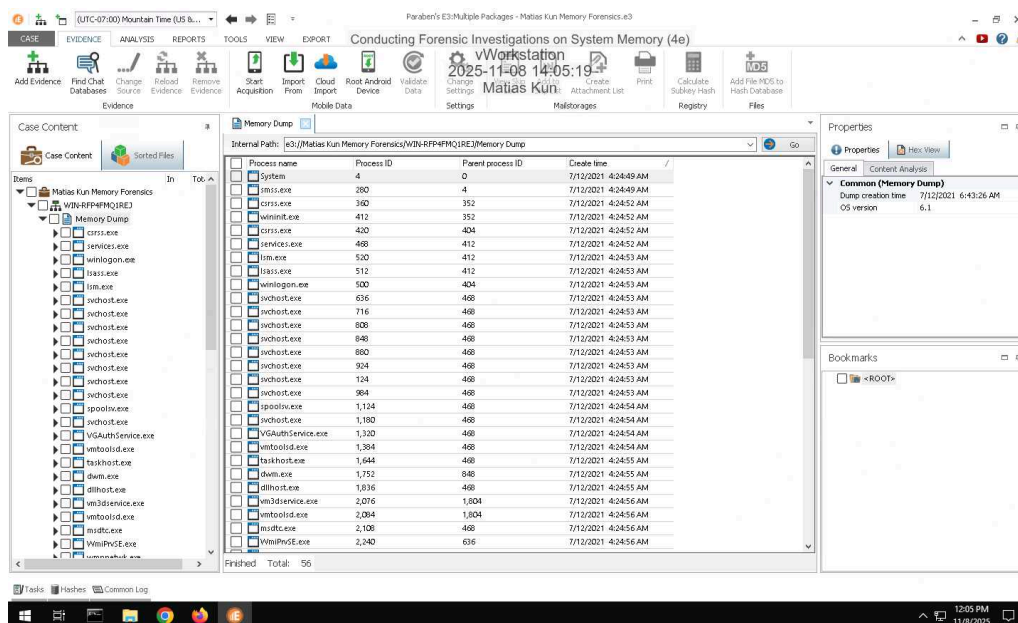 (UTC-07:00) Mountain Time (US &...
Paraben's E3:Multiple Packages - Matias Kun Memory Forensics.e3
CASE EVIDENCE ANALYSIS REPORTS TOOLS VIEW EXPORT
Conducting Forensic Investigations on System Memory (4e)
vWorkstation
2025-11-08 14:05:19
Matias Kun
Add Evidence
Find Chat Databases
Change Source
Reload Evidence
Remove Evidence
Start Acquisition
Import From
Cloud Import
Root Android Device
Validate Data
Change Settings
Create Attachment List
Print
Calculate Subkey Hash
Add File MD5 to Hash Database
Evidence Mobile Data Settings Mailstorages Registry Files
Case Content
Case Content Sorted Files
Items In Tot
Matias Kun Memory Forensics
WIN-RFP4FMQ1REJ
Memory Dump
csrss.exe
services.exe
winlogon.exe
lsass.exe
lsm.exe
svchost.exe
svchost.exe
svchost.exe
svchost.exe
svchost.exe
svchost.exe
svchost.exe
svchost.exe
spoolsv.exe
svchost.exe
VGAuthService.exe
vmtoolsd.exe
taskhost.exe
dwm.exe
dllhost.exe
vm3dservice.exe
vmtoolsd.exe
msdtc.exe
WmiPrvSE.exe
Memory Dump
Internal Path: e3://Matias Kun Memory Forensics/WIN-RFP4FMQ1REJ/Memory Dump Go
Process name Process ID Parent process ID Create time
System 4 0 7/12/2021 4:24:49 AM
smss.exe 280 4 7/12/2021 4:24:49 AM
csrss.exe 360 352 7/12/2021 4:24:52 AM
wininit.exe 412 352 7/12/2021 4:24:52 AM
csrss.exe 420 404 7/12/2021 4:24:52 AM
services.exe 468 412 7/12/2021 4:24:52 AM
lsm.exe 520 412 7/12/2021 4:24:53 AM
lsass.exe 512 412 7/12/2021 4:24:53 AM
winlogon.exe 500 404 7/12/2021 4:24:53 AM
svchost.exe 636 468 7/12/2021 4:24:53 AM
svchost.exe 716 468 7/12/2021 4:24:53 AM
svchost.exe 808 468 7/12/2021 4:24:53 AM
svchost.exe 848 468 7/12/2021 4:24:53 AM
svchost.exe 880 468 7/12/2021 4:24:53 AM
svchost.exe 924 468 7/12/2021 4:24:53 AM
svchost.exe 124 468 7/12/2021 4:24:53 AM
svchost.exe 984 468 7/12/2021 4:24:53 AM
spoolsv.exe 1,124 468 7/12/2021 4:24:54 AM
svchost.exe 1,180 468 7/12/2021 4:24:54 AM
VGAuthService.exe 1,320 468 7/12/2021 4:24:54 AM
vmtoolsd.exe 1,384 468 7/12/2021 4:24:54 AM
taskhost.exe 1,644 468 7/12/2021 4:24:55 AM
dwm.exe 1,752 848 7/12/2021 4:24:55 AM
dllhost.exe 1,836 468 7/12/2021 4:24:55 AM
vm3dservice.exe 2,076 1,804 7/12/2021 4:24:56 AM
vmtoolsd.exe 2,084 1,804 7/12/2021 4:24:56 AM
msdtc.exe 2,108 468 7/12/2021 4:24:56 AM
WmiPrvSE.exe 2,240 636 7/12/2021 4:24:56 AM
Finished Total: 56
Properties
Properties Hex View
General Content Analysis
Common (Memory Dump)
Dump creation time 7/12/2021 6:43:26 AM
OS version 6.1
Bookmarks
<ROOT>
Tasks Hashes Common Log
12:05 PM
11/8/2025